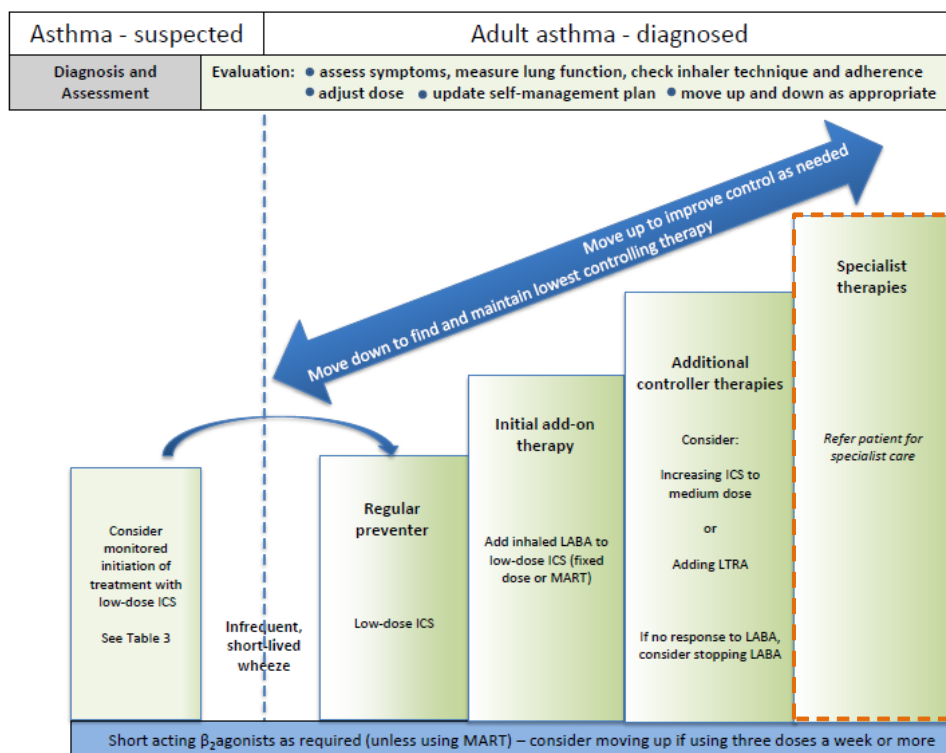 Asthma - suspected
Adult asthma - diagnosed
Diagnosis and
Assessment
Evaluation: • assess symptoms, measure lung function, check inhaler technique and adherence
• adjust dose • update self-management plan • move up and down as appropriate
Move up to improve control as needed
Move down to find and maintain lowest controlling therapy
Consider
monitored
initiation of
treatment with
low-dose ICS
See Table 3
Infrequent,
short-lived
wheeze
Regular
preventer
Low-dose ICS
Initial add-on
therapy
Add inhaled LABA to
low-dose ICS (fixed
dose or MART)
Additional
controller therapies
Consider:
Increasing ICS to
medium dose
or
Adding LTRA
If no response to LABA,
consider stopping LABA
Specialist
therapies
Refer patient for
specialist care
Short acting β₂agonists as required (unless using MART) – consider moving up if using three doses a week or more